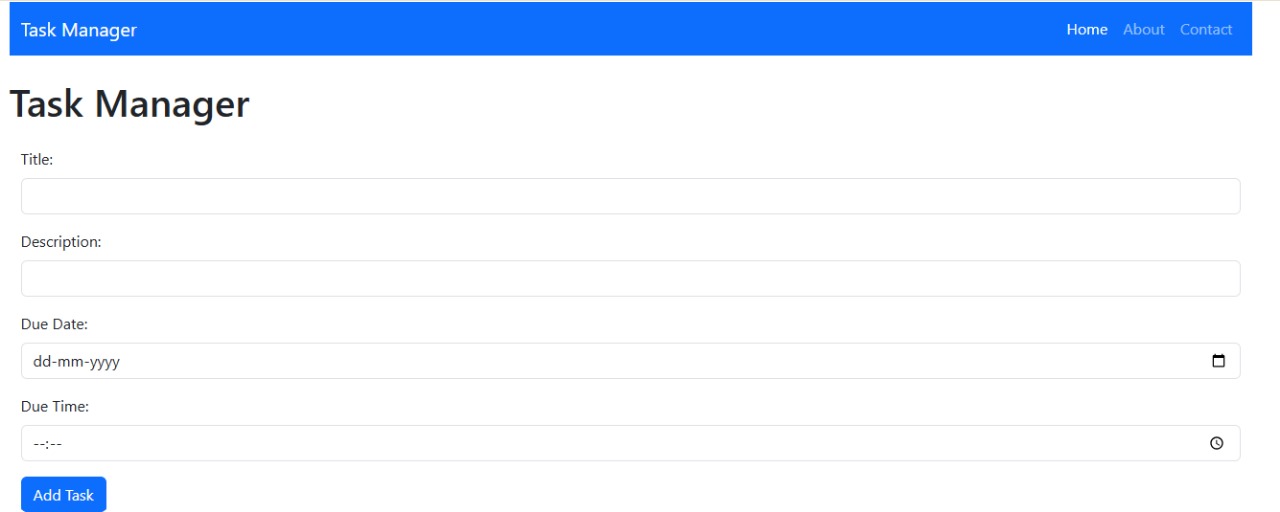 Task Manager Home About Contact
Task Manager
Title:
Description:
Due Date:
dd-mm-yyyy
Due Time:
--:--
Add Task